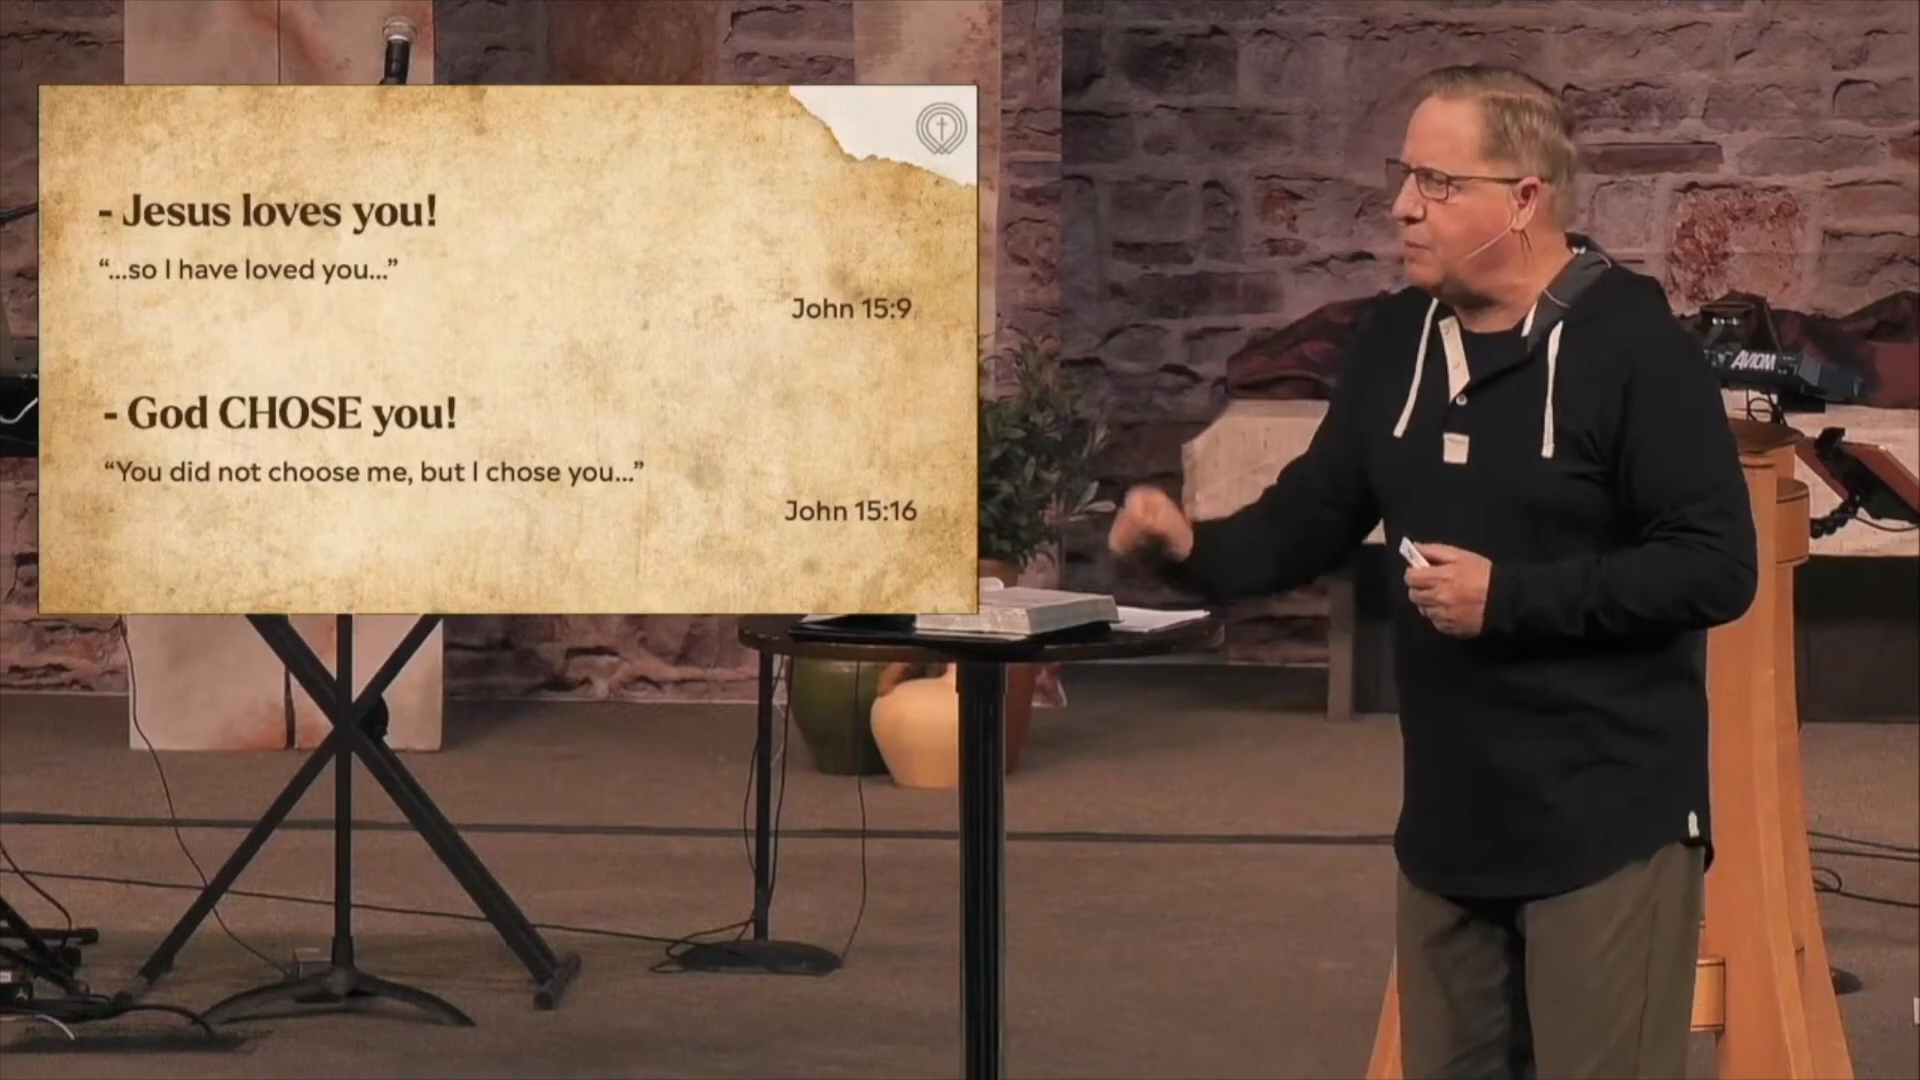 - Jesus loves you!
“...so I have loved you...”
John 15:9
- God CHOSE you!
“You did not choose me, but I chose you...”
John 15:16
AVIOM